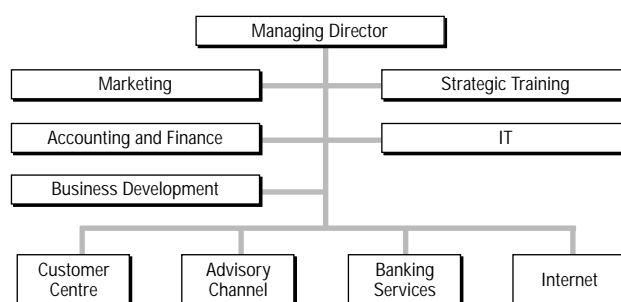 Managing Director
Marketing
Strategic Training
Accounting and Finance
IT
Business Development
Customer
Centre
Advisory
Channel
Banking
Services
Internet